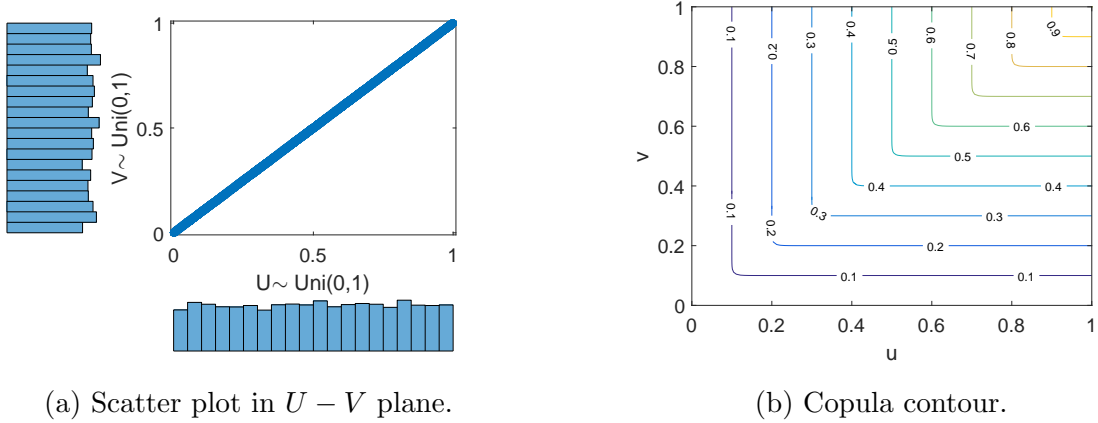 1
0.5
0
V∼ Uni(0,1)
0 0.5 1
U∼ Uni(0,1)
(a) Scatter plot in U − V plane.
1
0.8
0.6
0.4
0.2
0
v
0 0.2 0.4 0.6 0.8 1
u
0.1 0.2 0.3 0.4 0.5 0.6 0.7 0.8 0.9
0.6
0.5
0.4 0.4
0.3 0.3
0.1 0.2 0.2
0.1 0.1
(b) Copula contour.